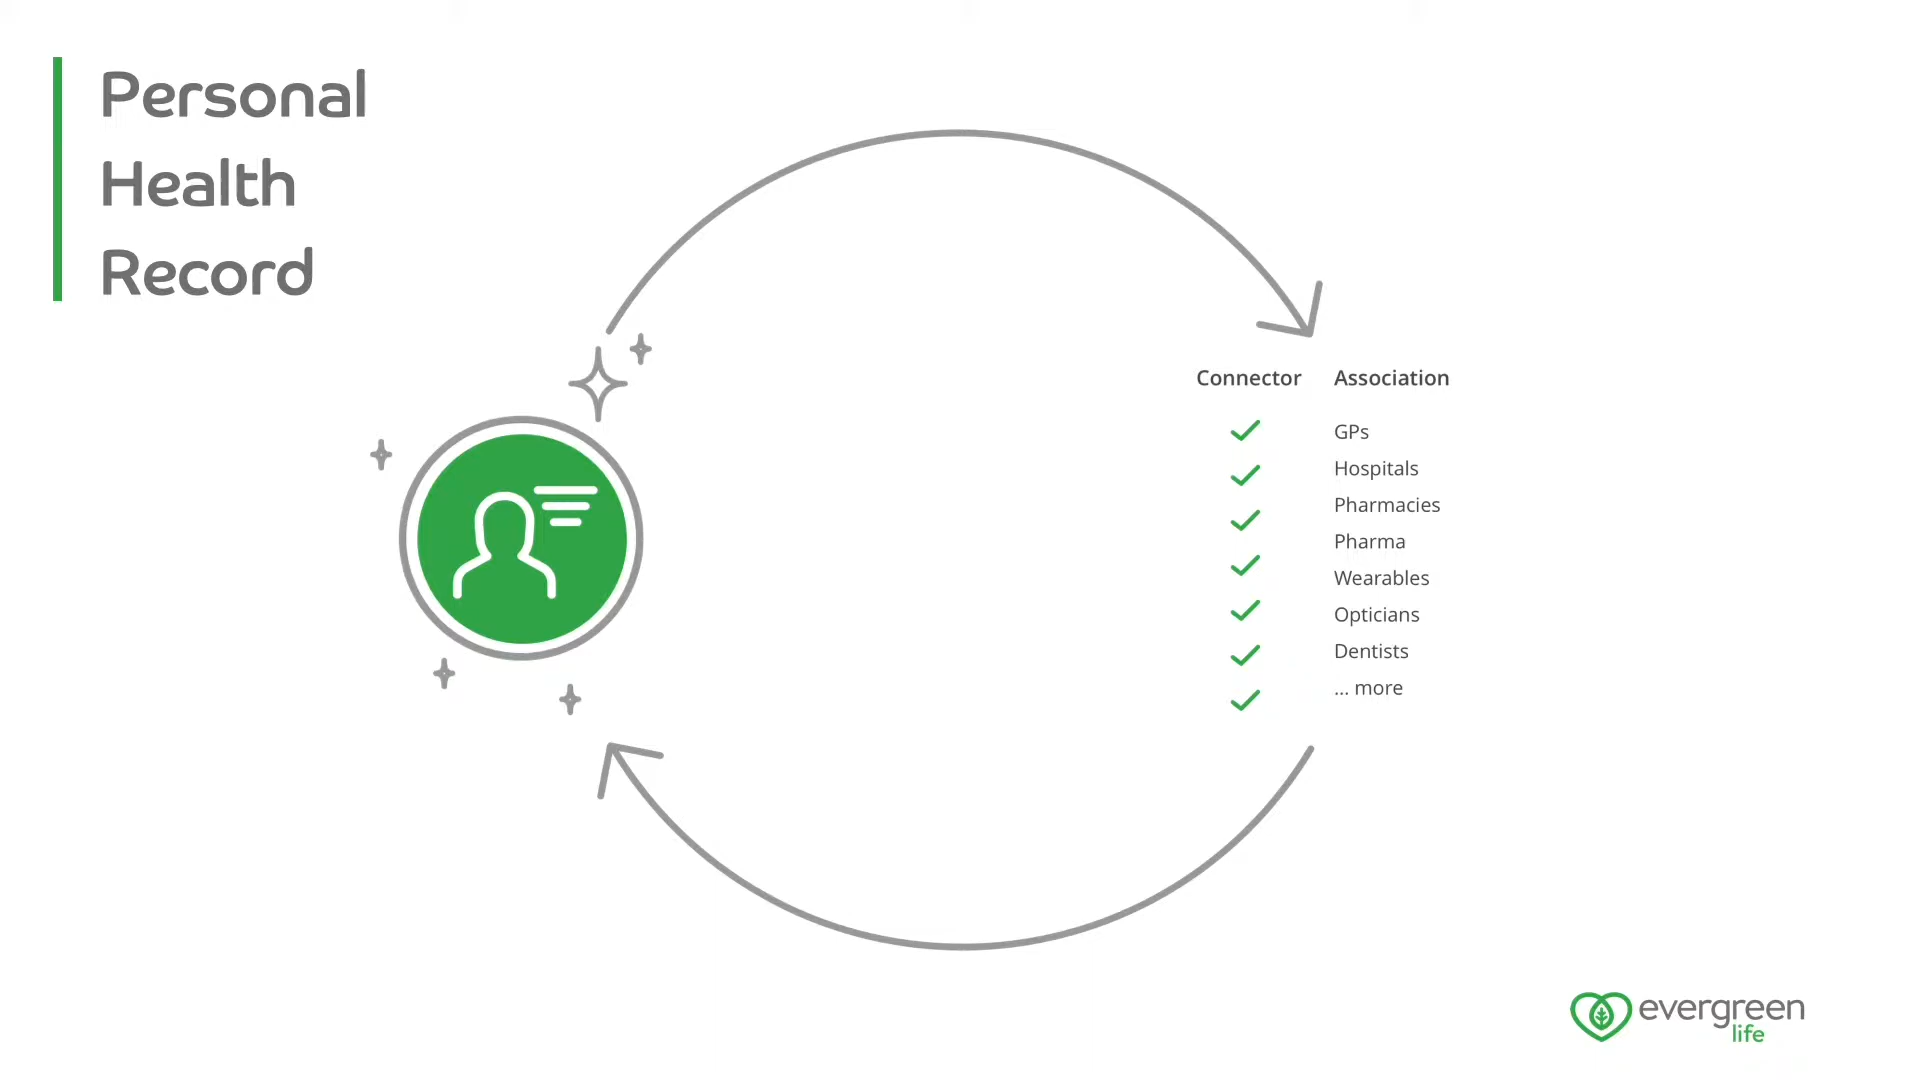 Personal
Health
Record
Connector Association
GPs
Hospitals
Pharmacies
Pharma
Wearables
Opticians
Dentists
... more
evergreen
life